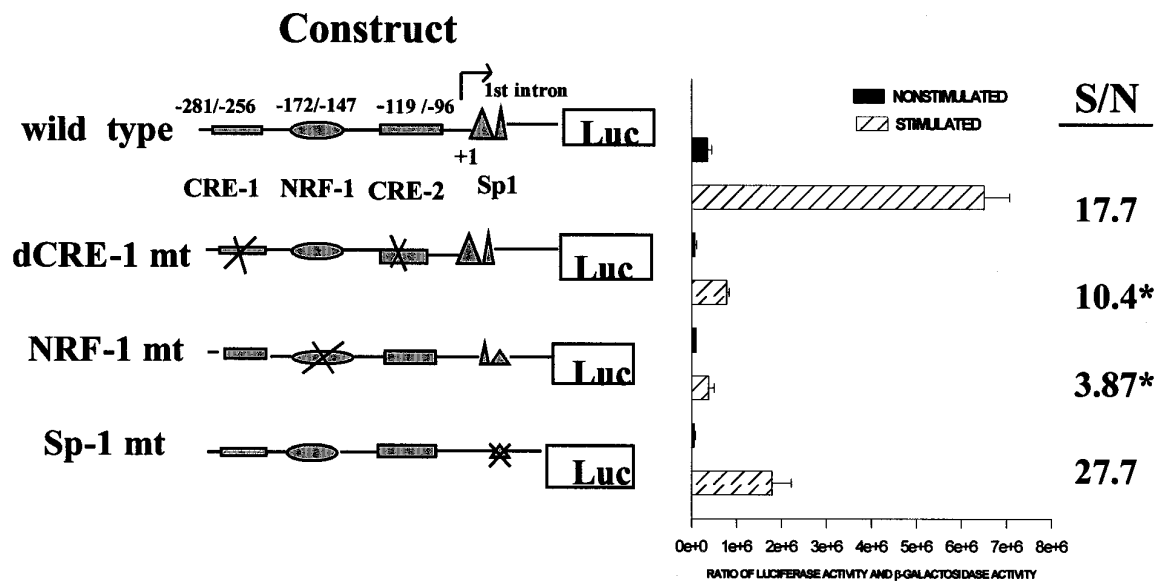 Construct
1st intron
-281/-256 -172/-147 -119 /-96
wild type
Luc
+1
CRE-1 NRF-1 CRE-2 Sp1
dCRE-1 mt
Luc
NRF-1 mt
Luc
Sp-1 mt
Luc
NONSTIMULATED
STIMULATED
S/N
17.7
10.4*
3.87*
27.7
0e+0 1e+6 2e+6 3e+6 4e+6 5e+6 6e+6 7e+6 8e+6
RATIO OF LUCIFERASE ACTIVITY AND β-GALACTOSIDASE ACTIVITY